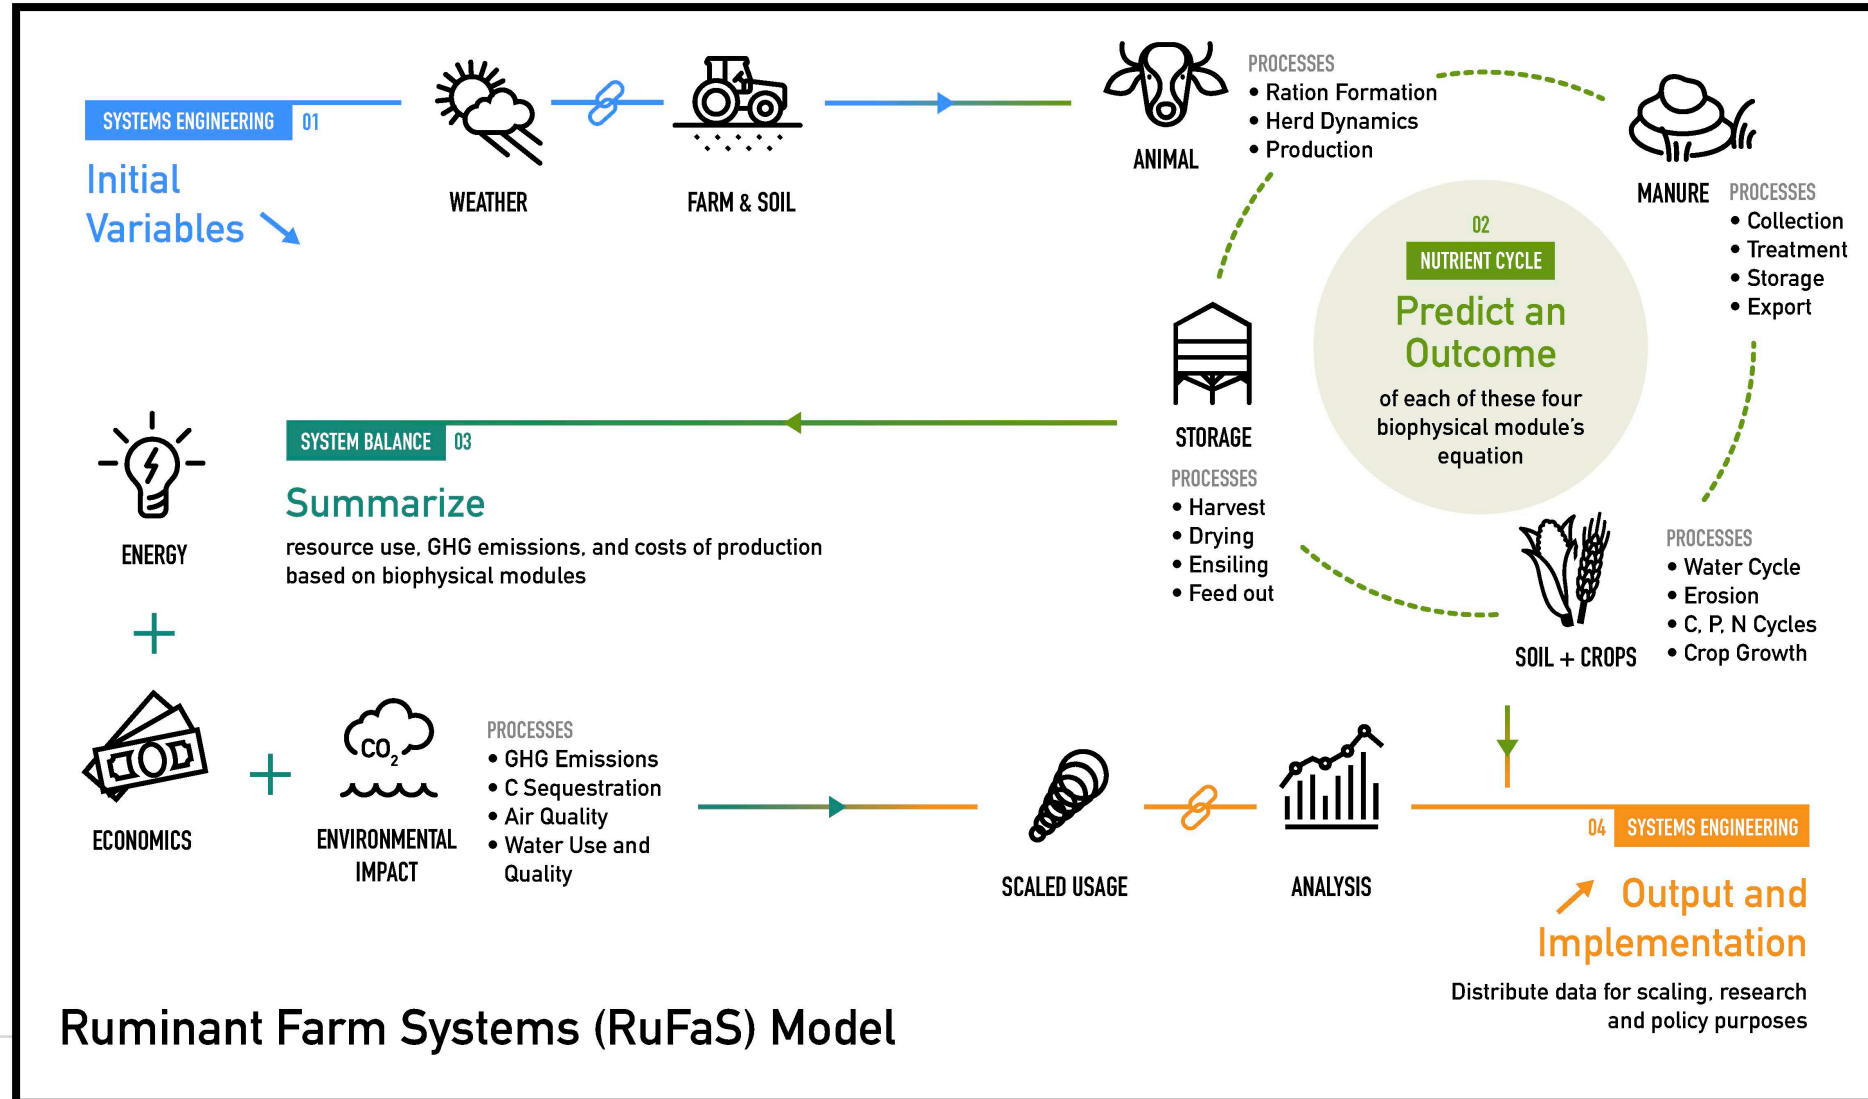 SYSTEMS ENGINEERING 01
Initial
Variables
WEATHER
FARM & SOIL
ANIMAL
PROCESSES
• Ration Formation
• Herd Dynamics
• Production
MANURE
PROCESSES
• Collection
• Treatment
• Storage
• Export
02
NUTRIENT CYCLE
Predict an
Outcome
of each of these four
biophysical module's
equation
STORAGE
PROCESSES
• Harvest
• Drying
• Ensiling
• Feed out
SOIL + CROPS
PROCESSES
• Water Cycle
• Erosion
• C, P, N Cycles
• Crop Growth
SYSTEM BALANCE 03
Summarize
resource use, GHG emissions, and costs of production
based on biophysical modules
ENERGY
+
ECONOMICS
+
CO₂
ENVIRONMENTAL
IMPACT
PROCESSES
• GHG Emissions
• C Sequestration
• Air Quality
• Water Use and
Quality
SCALED USAGE
ANALYSIS
04 SYSTEMS ENGINEERING
Output and
Implementation
Distribute data for scaling, research
and policy purposes
Ruminant Farm Systems (RuFaS) Model